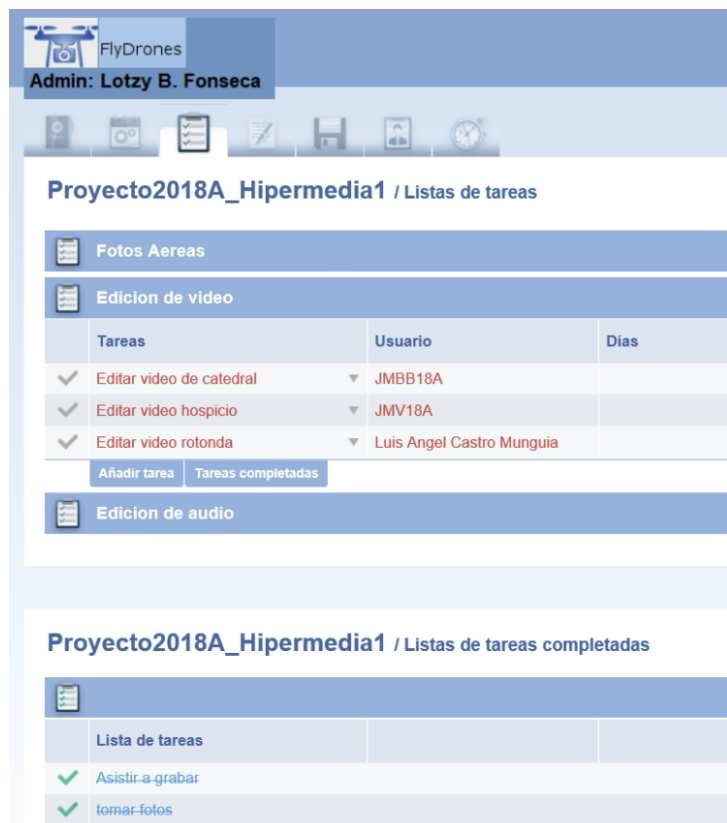 FlyDrones
Admin: Lotzy B. Fonseca
Proyecto2018A_Hipermedia1 / Listas de tareas
Fotos Aereas
Edicion de video
Tareas Usuario Días
Editar video de catedral JMBB18A
Editar video hospicio JMV18A
Editar video rotonda Luis Angel Castro Munguia
Añadir tarea Tareas completadas
Edicion de audio
Proyecto2018A_Hipermedia1 / Listas de tareas completadas
Lista de tareas
Asistir a grabar
tomar fotos